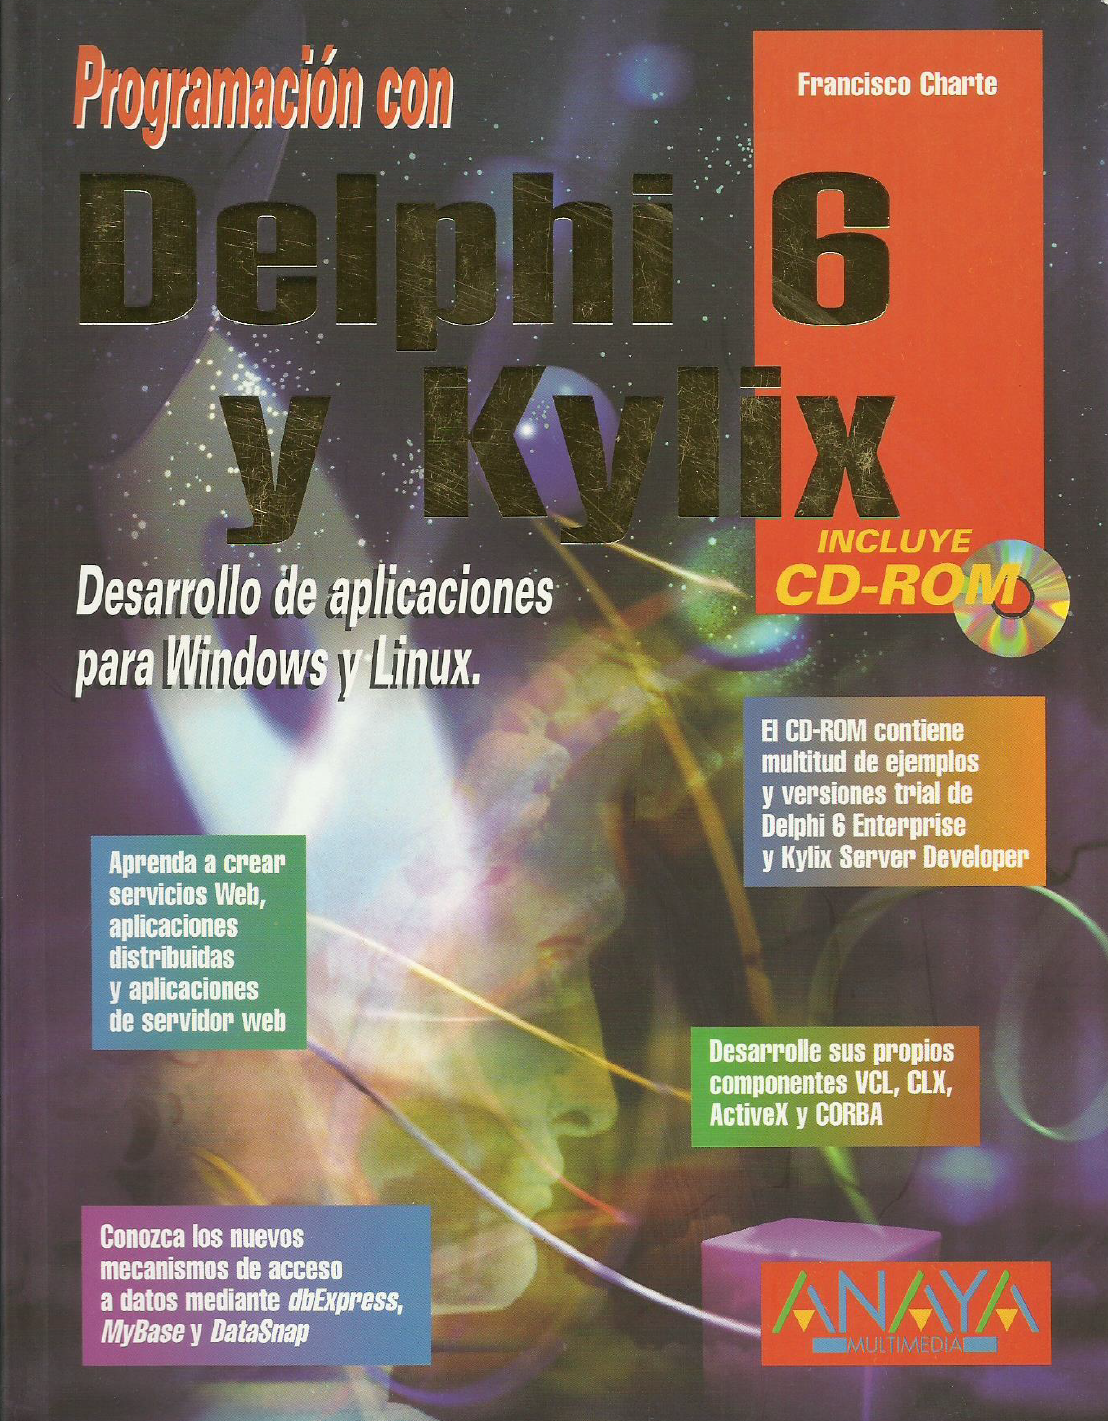 Programación con
Francisco Charte
Delphi 6
y Kylix
INCLUYE
CD-ROM
Desarrollo de aplicaciones
para Windows y Linux.
El CD-ROM contiene
multitud de ejemplos
y versiones trial de
Delphi 6 Enterprise
y Kylix Server Developer
Aprenda a crear
servicios Web,
aplicaciones
distribuidas
y aplicaciones
de servidor web
Desarrolle sus propios
componentes VCL, CLX,
ActiveX y CORBA
Conozca los nuevos
mecanismos de acceso
a datos mediante dbExpress,
MyBase y DataSnap
ANAYA
MULTIMEDIA